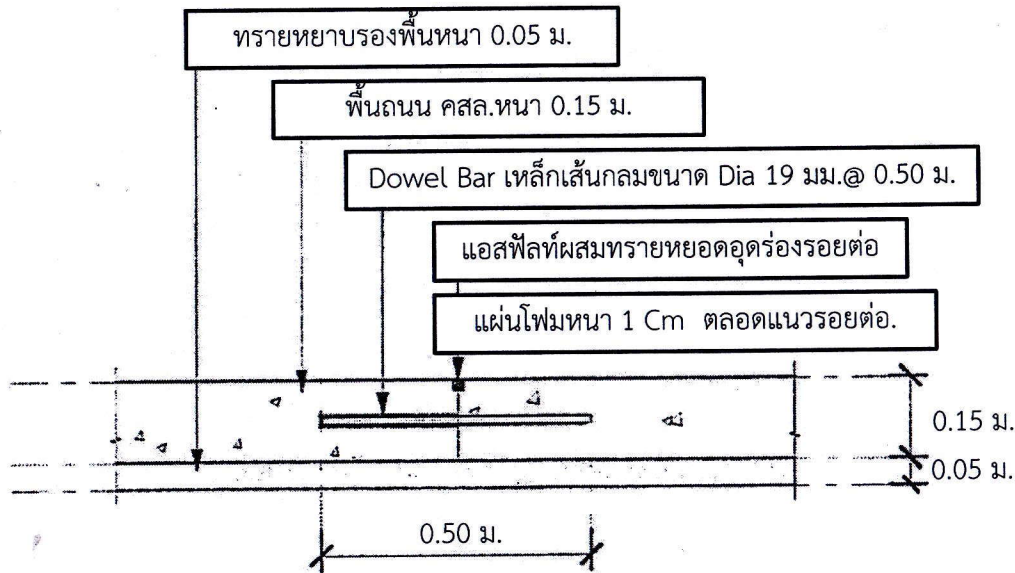 ทรายหยาบรองพื้นหนา 0.05 ม.
พื้นถนน คสล.หนา 0.15 ม.
Dowel Bar เหล็กเส้นกลมขนาด Dia 19 มม.@ 0.50 ม.
แอสฟัลท์ผสมทรายหยอดอุดร่องรอยต่อ
แผ่นโฟมหนา 1 Cm ตลอดแนวรอยต่อ.
0.15 ม.
0.05 ม.
0.50 ม.